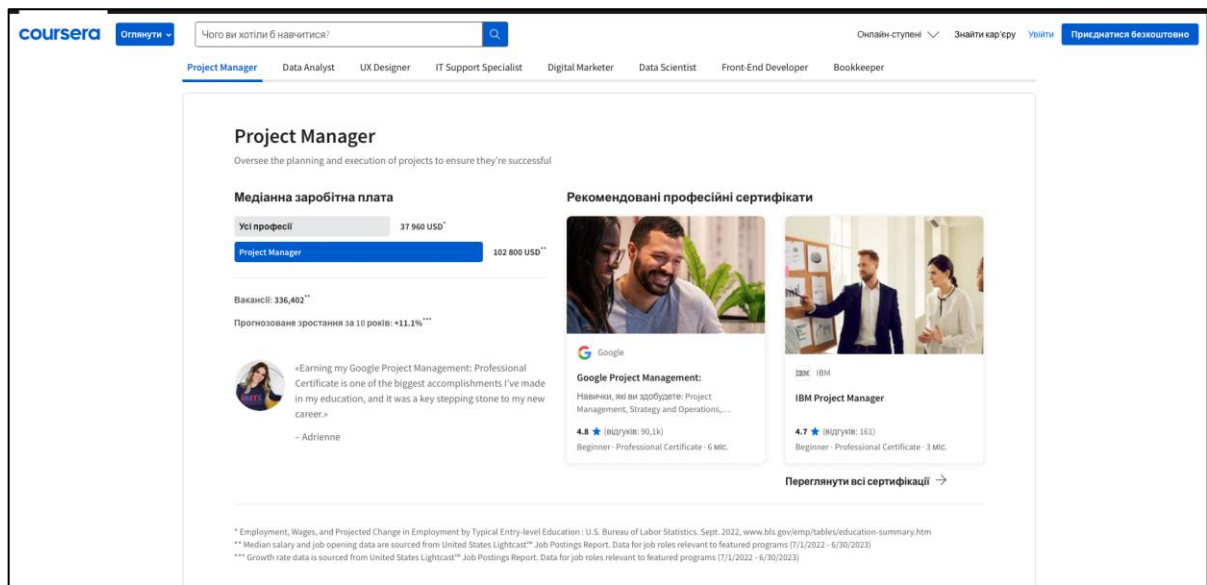 coursera
Оглянути
Чого ви хотіли б навчитися?
Онлайн-ступені
Знайти кар'єру
Увійти
Приєднатися безкоштовно
Project Manager
Data Analyst
UX Designer
IT Support Specialist
Digital Marketer
Data Scientist
Front-End Developer
Bookkeeper
Project Manager
Oversee the planning and execution of projects to ensure they're successful
Медіанна заробітна плата
Усі професії 37 960 USD*
Project Manager 102 800 USD**
Вакансії: 336,402**
Прогнозоване зростання за 10 років: +11.1%***
«Earning my Google Project Management: Professional
Certificate is one of the biggest accomplishments I've made
in my education, and it was a key stepping stone to my new
career.»
– Adrienne
Рекомендовані професійні сертифікати
Google
Google Project Management:
Навички, які ви здобудете: Project
Management, Strategy and Operations,…
4.8 ★ (відгуків: 90,1k)
Beginner · Professional Certificate · 6 міс.
IBM IBM
IBM Project Manager
4.7 ★ (відгуків: 161)
Beginner · Professional Certificate · 3 міс.
Переглянути всі сертифікації →
* Employment, Wages, and Projected Change in Employment by Typical Entry-level Education : U.S. Bureau of Labor Statistics. Sept. 2022, www.bls.gov/emp/tables/education-summary.htm
** Median salary and job opening data are sourced from United States Lightcast™ Job Postings Report. Data for job roles relevant to featured programs (7/1/2022 - 6/30/2023)
*** Growth rate data is sourced from United States Lightcast™ Job Postings Report. Data for job roles relevant to featured programs (7/1/2022 - 6/30/2023)